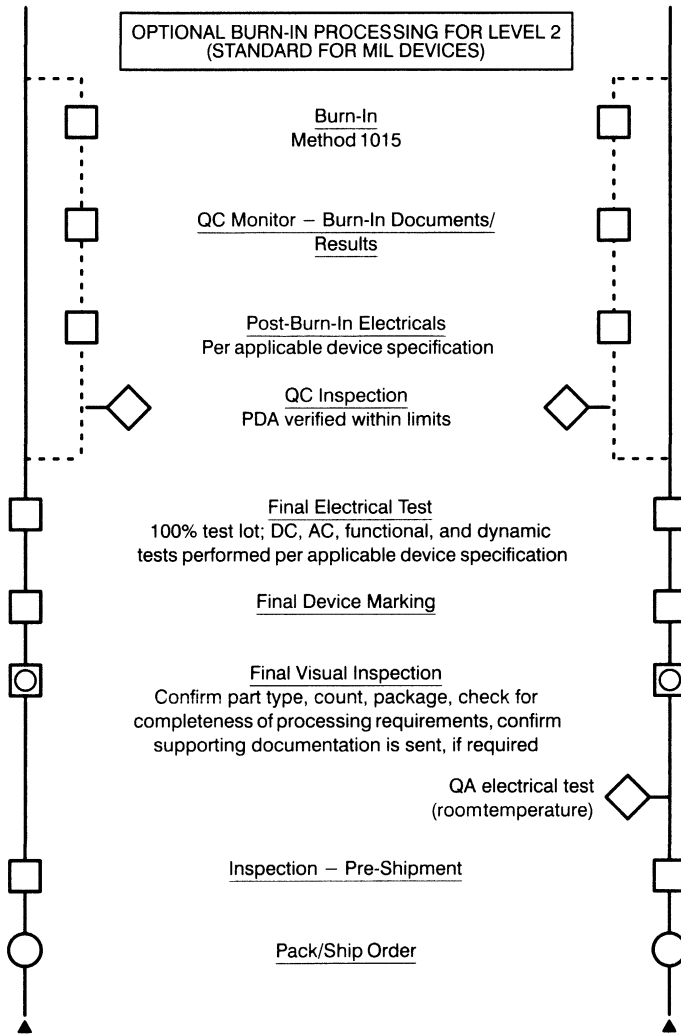 OPTIONAL BURN-IN PROCESSING FOR LEVEL 2
(STANDARD FOR MIL DEVICES)
Burn-In
Method 1015
QC Monitor – Burn-In Documents/
Results
Post-Burn-In Electricals
Per applicable device specification
QC Inspection
PDA verified within limits
Final Electrical Test
100% test lot; DC, AC, functional, and dynamic
tests performed per applicable device specification
Final Device Marking
Final Visual Inspection
Confirm part type, count, package, check for
completeness of processing requirements, confirm
supporting documentation is sent, if required
QA electrical test
(room temperature)
Inspection – Pre-Shipment
Pack/Ship Order